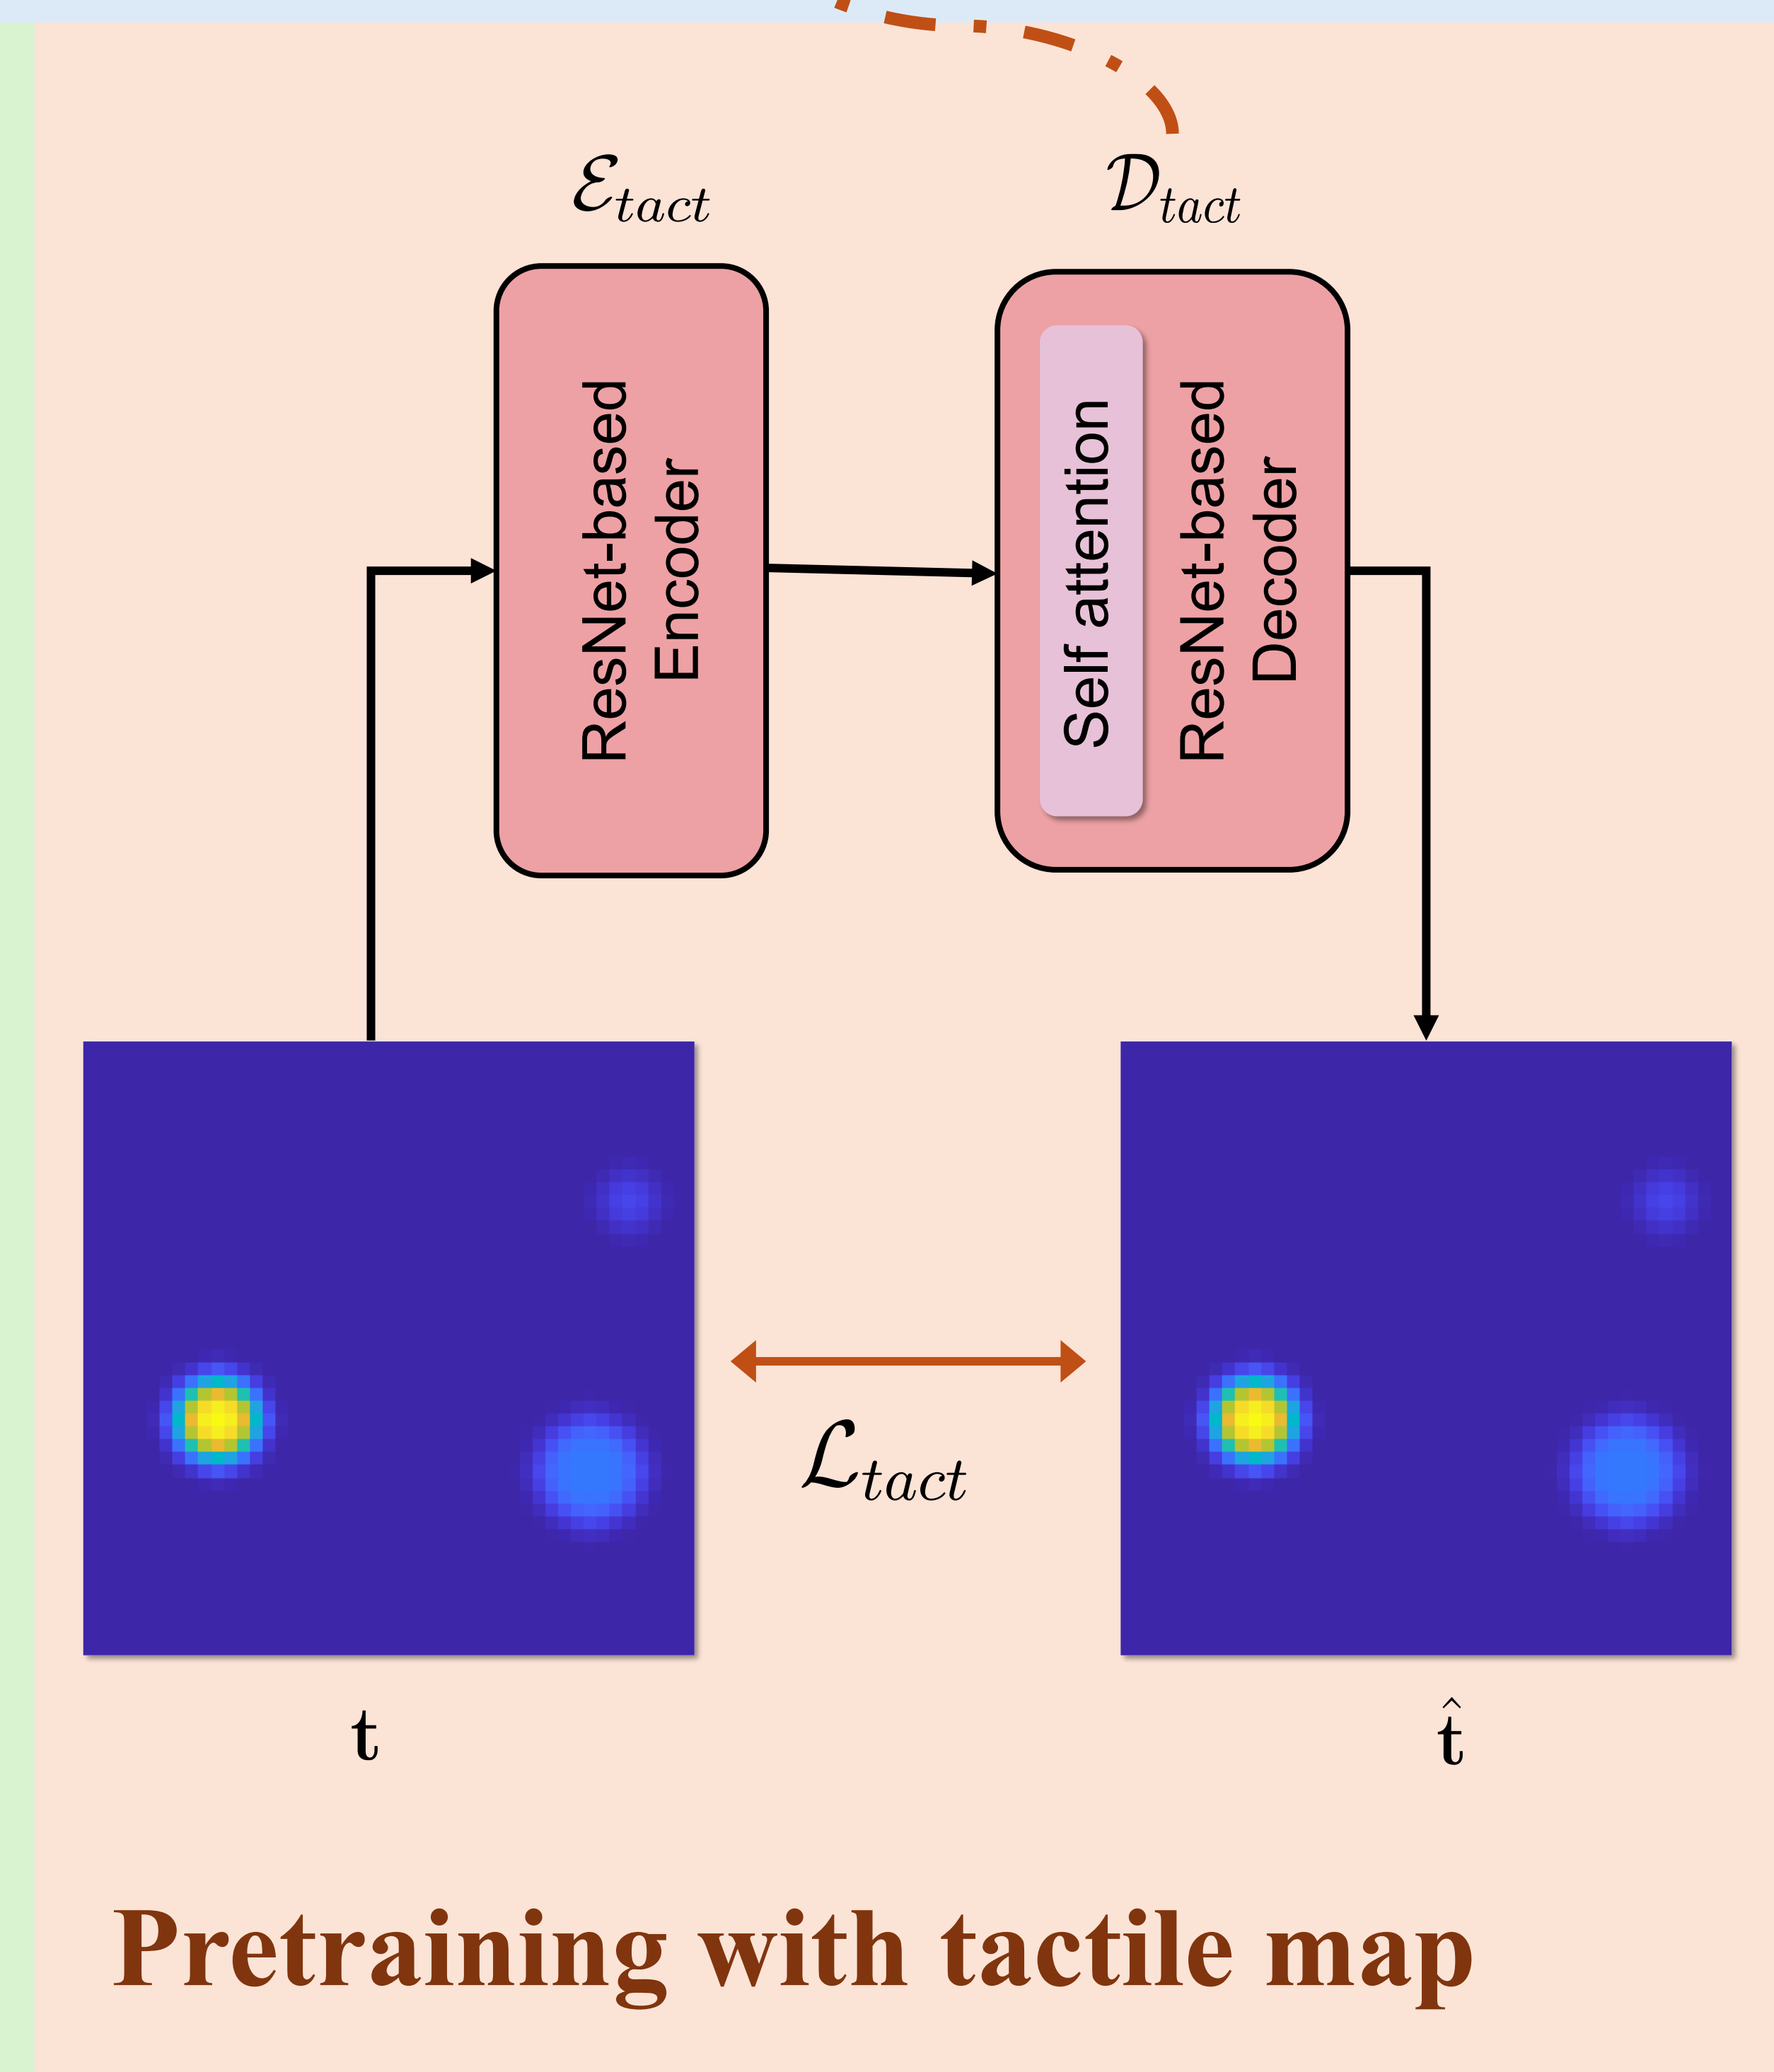 ℰ_tact
𝒟_tact
ResNet-based
Encoder
Self attention
ResNet-based
Decoder
ℒ_tact
t
t̂
Pretraining with tactile map